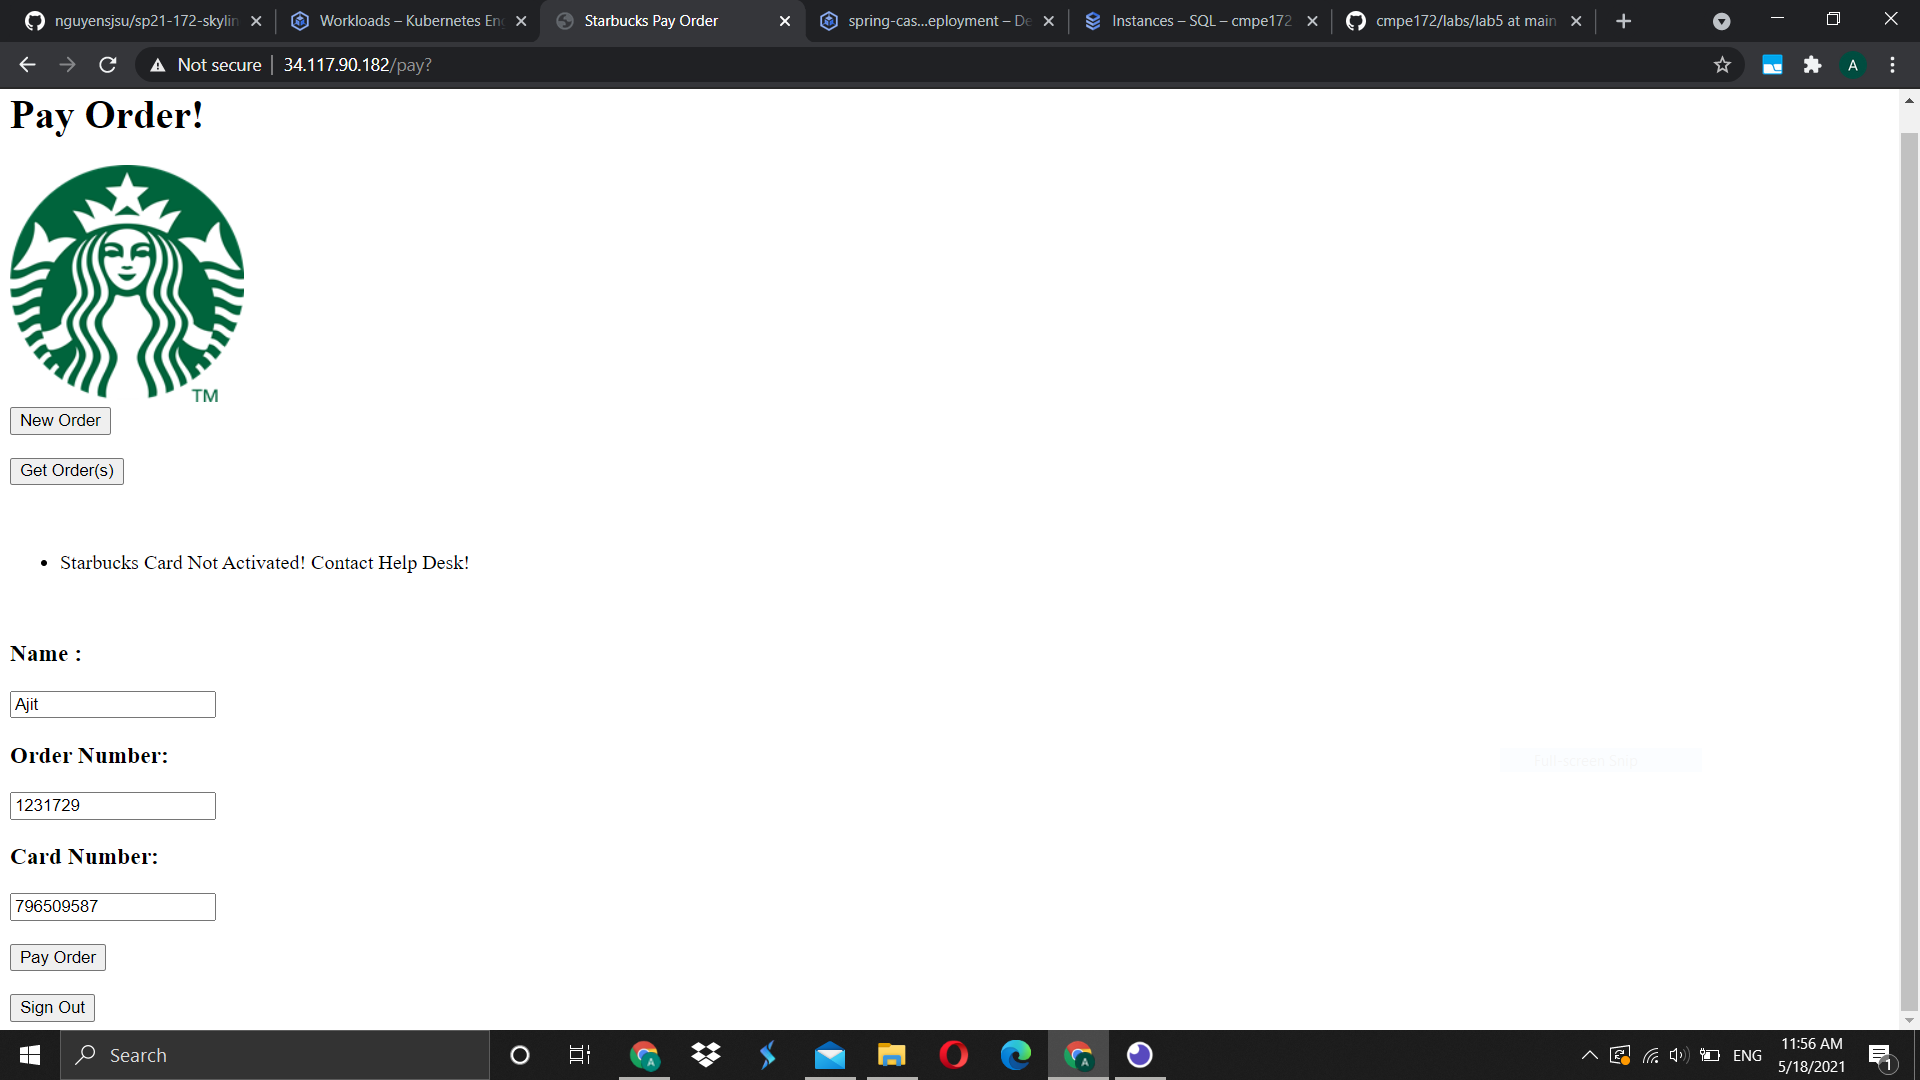 nguyensjsu/sp21-172-skylin
Workloads – Kubernetes En
Starbucks Pay Order
spring-cas...eployment – De
Instances – SQL – cmpe172
cmpe172/labs/lab5 at main
Not secure
34.117.90.182/pay?
A
Pay Order!
TM
New Order
Get Order(s)
Starbucks Card Not Activated! Contact Help Desk!
Name :
Ajit
Order Number:
Full-screen Snip
1231729
Card Number:
796509587
Pay Order
Sign Out
Search
A
A
ENG
11:56 AM
5/18/2021
1